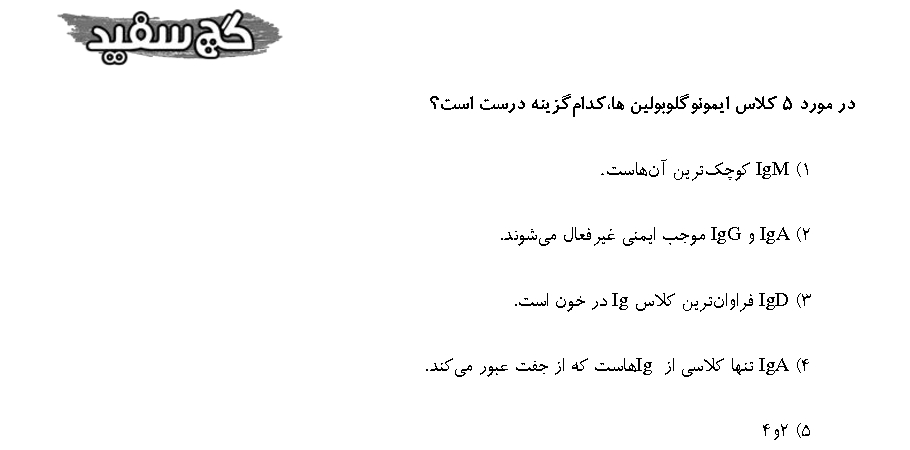 گچ سفید
در مورد ۵ کلاس ایمونوگلوبولین ها،کدام گزینه درست است؟
۱) IgM کوچک‌ترین آن‌هاست.
۲) IgA و IgG موجب ایمنی غیرفعال می‌شوند.
۳) IgD فراوان‌ترین کلاس Ig در خون است.
۴) IgA تنها کلاسی از Igهاست که از جفت عبور می‌کند.
۵) ۲و۴